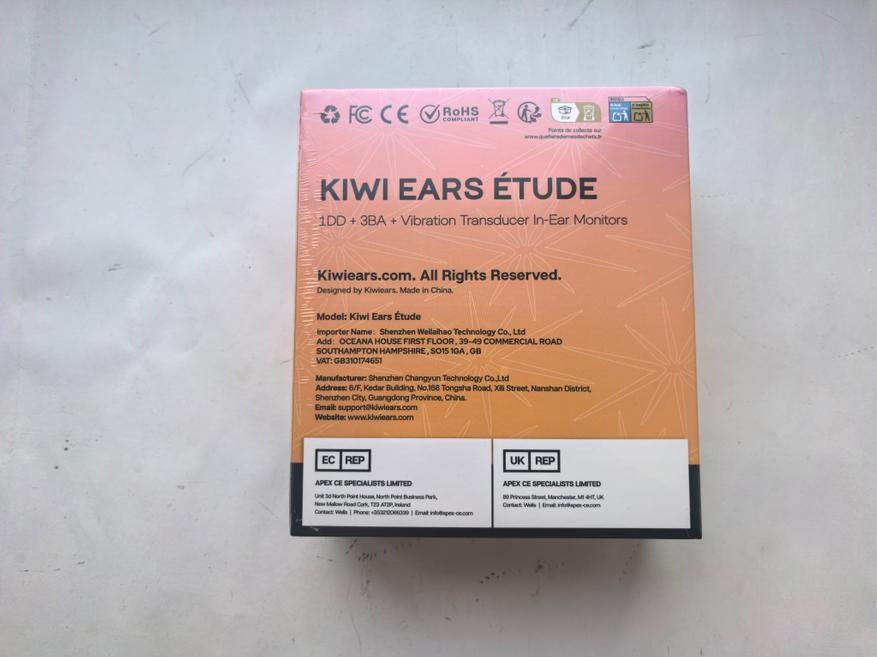 FC CE RoHS
COMPLIANT
FR
Étui
Points de collecte sur
www.quefairedemesdechets.fr
KIWI EARS ÉTUDE
1DD + 3BA + Vibration Transducer In-Ear Monitors
Kiwiears.com. All Rights Reserved.
Designed by Kiwiears. Made in China.
Model: Kiwi Ears Étude
Importer Name: Shenzhen Weilaihao Technology Co., Ltd
Add: OCEANA HOUSE FIRST FLOOR, 39-49 COMMERCIAL ROAD
SOUTHAMPTON HAMPSHIRE, SO15 1GA, GB
VAT: GB310174651
Manufacturer: Shenzhen Changyun Technology Co.,Ltd
Address: 6/F, Kedar Building, No.168 Tongsha Road, Xili Street, Nanshan District,
Shenzhen City, Guangdong Province, China.
Email: support@kiwiears.com
Website: www.kiwiears.com
EC REP
APEX CE SPECIALISTS LIMITED
Unit 3d North Point House, North Point Business Park,
New Mallow Road Cork, T23 AT2P, Ireland
Contact: Wells | Phone: +353212066339 | Email: info@apex-ce.com
UK REP
APEX CE SPECIALISTS LIMITED
89 Princess Street, Manchester, M1 4HT, UK
Contact: Wells | Email: info@apex-ce.com